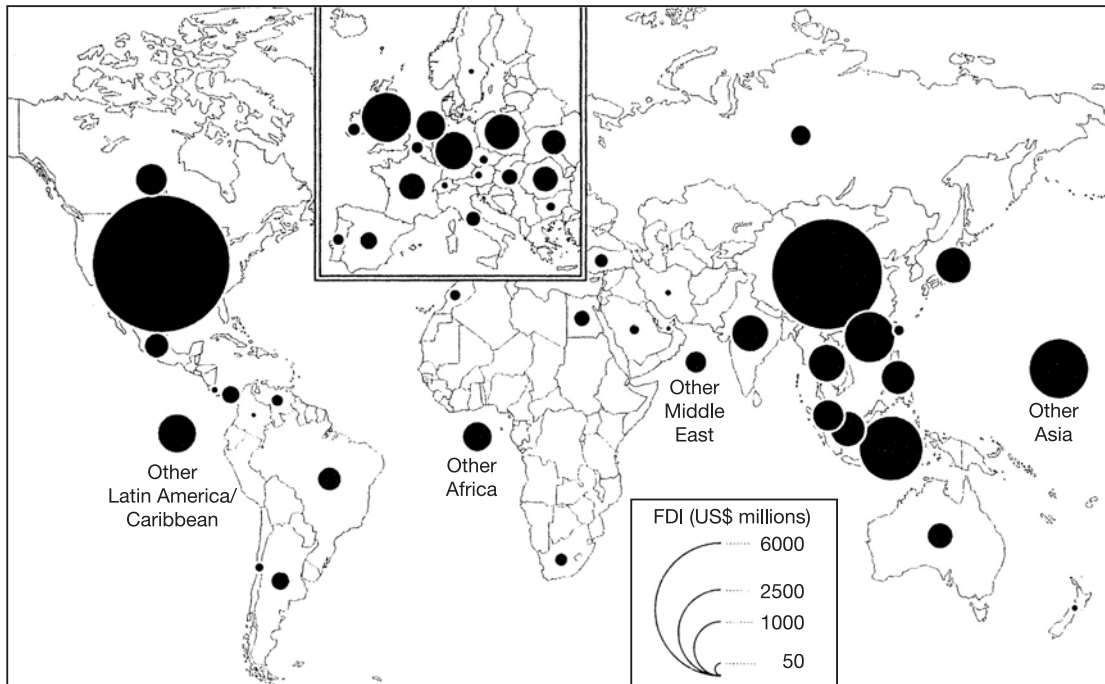 Other
Latin America/
Caribbean
Other
Africa
Other
Middle
East
Other
Asia
FDI (US$ millions)
6000
2500
1000
50